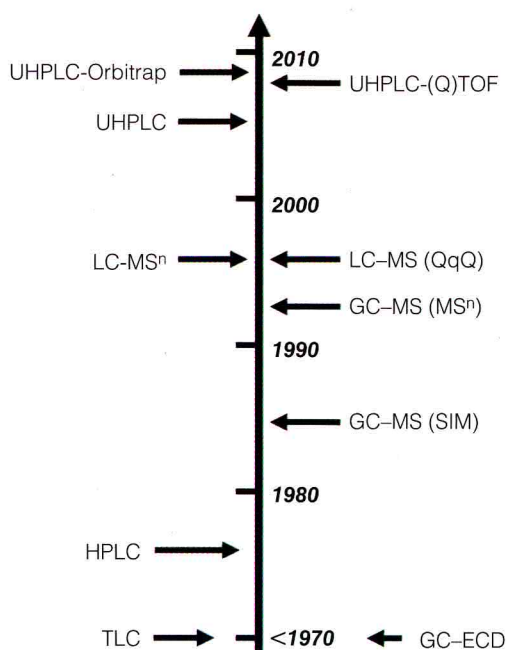 2010
UHPLC-Orbitrap
UHPLC-(Q)TOF
UHPLC
2000
LC-MSⁿ
LC–MS (QqQ)
GC–MS (MSⁿ)
1990
GC–MS (SIM)
1980
HPLC
TLC
<1970
GC–ECD